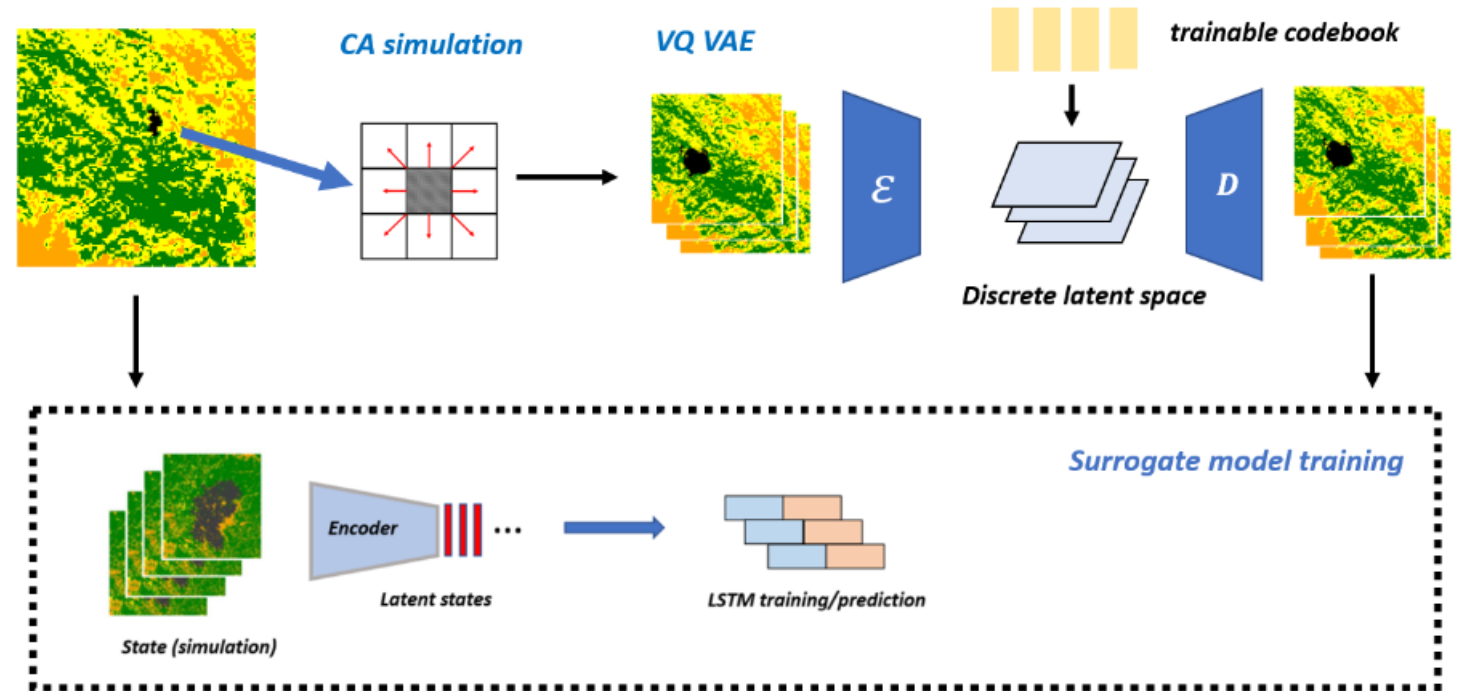 CA simulation
VQ VAE
trainable codebook
ℰ
D
Discrete latent space
Surrogate model training
Encoder
...
Latent states
LSTM training/prediction
State (simulation)